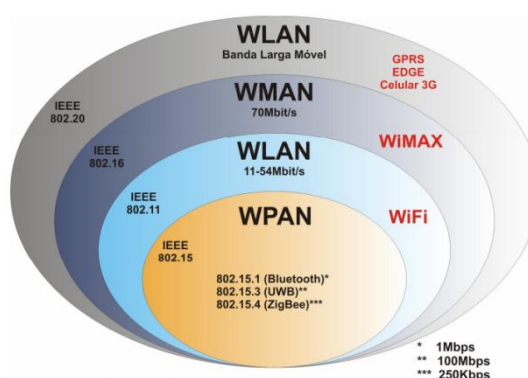 WLAN
Banda Larga Móvel
GPRS
EDGE
Celular 3G
IEEE
802.20
WMAN
70Mbit/s
WiMAX
IEEE
802.16
WLAN
11-54Mbit/s
WiFi
IEEE
802.11
WPAN
IEEE
802.15
802.15.1 (Bluetooth)*
802.15.3 (UWB)**
802.15.4 (ZigBee)***
* 1Mbps
** 100Mbps
*** 250Kbps